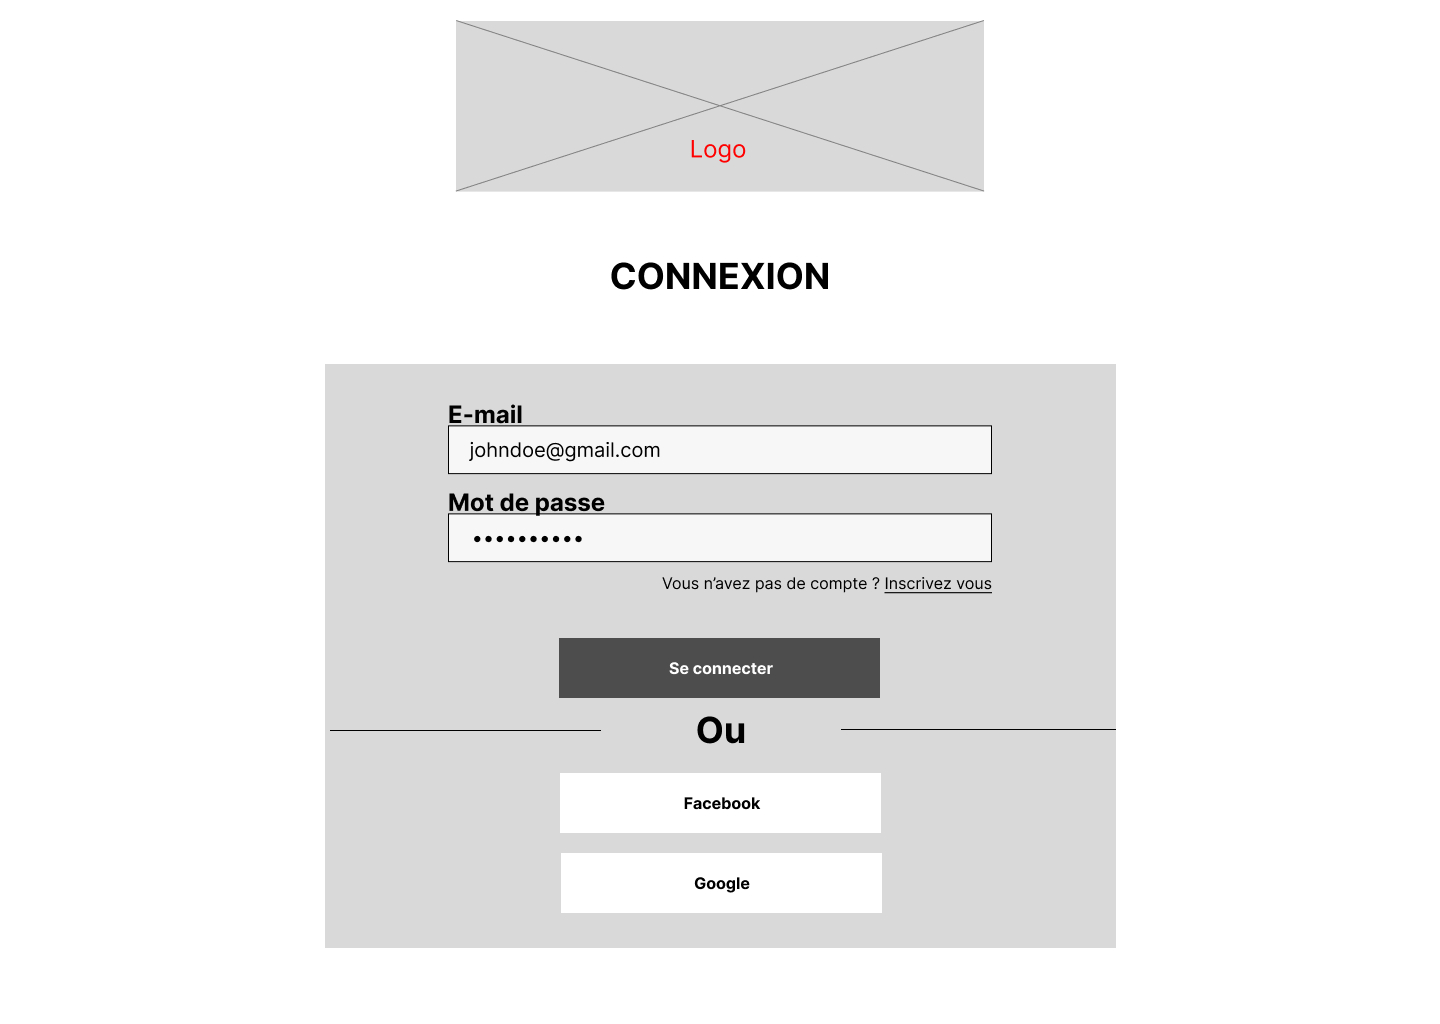 Logo
CONNEXION
E-mail
johndoe@gmail.com
Mot de passe
••••••••••
Vous n’avez pas de compte ? Inscrivez vous
Se connecter
Ou
Facebook
Google